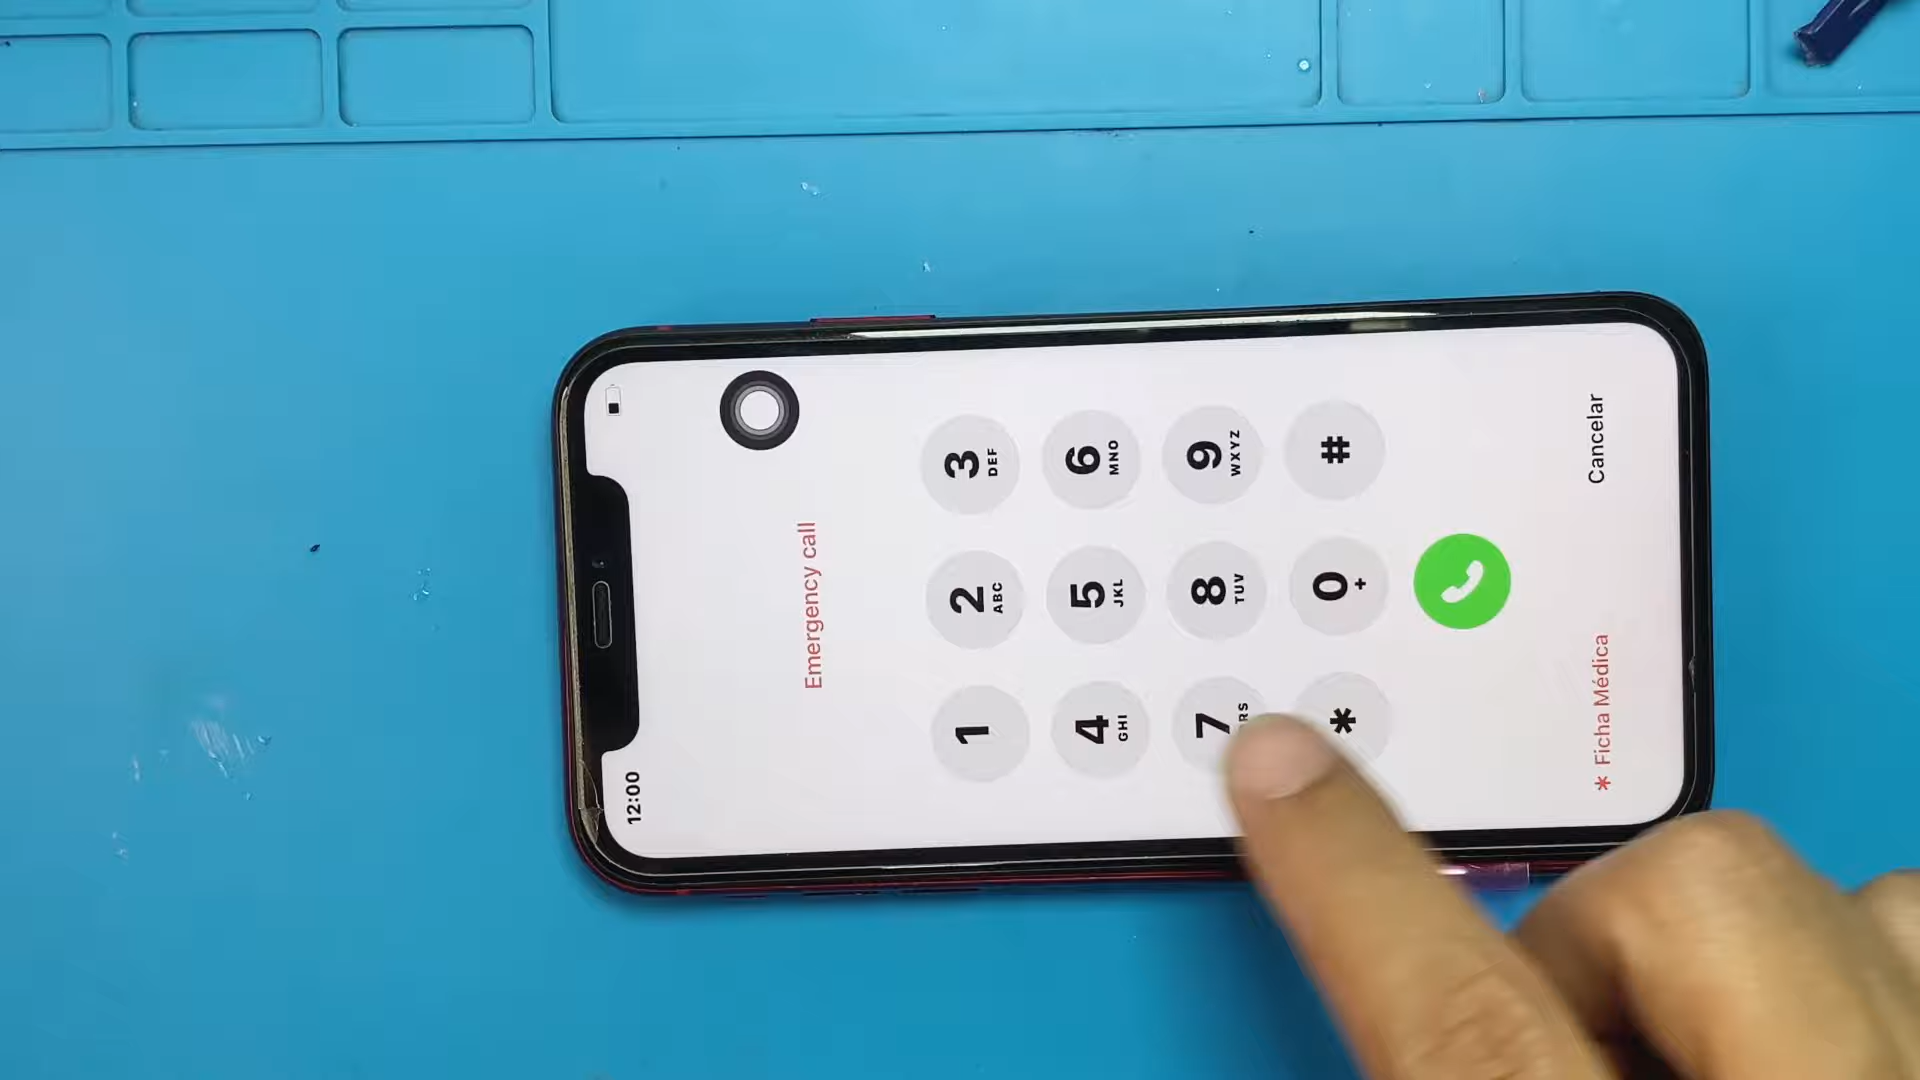 12:00
Emergency call
1
2
ABC
3
DEF
4
GHI
5
JKL
6
MNO
7
RS
8
TUV
9
WXYZ
*
0
+
#
* Ficha Médica
Cancelar